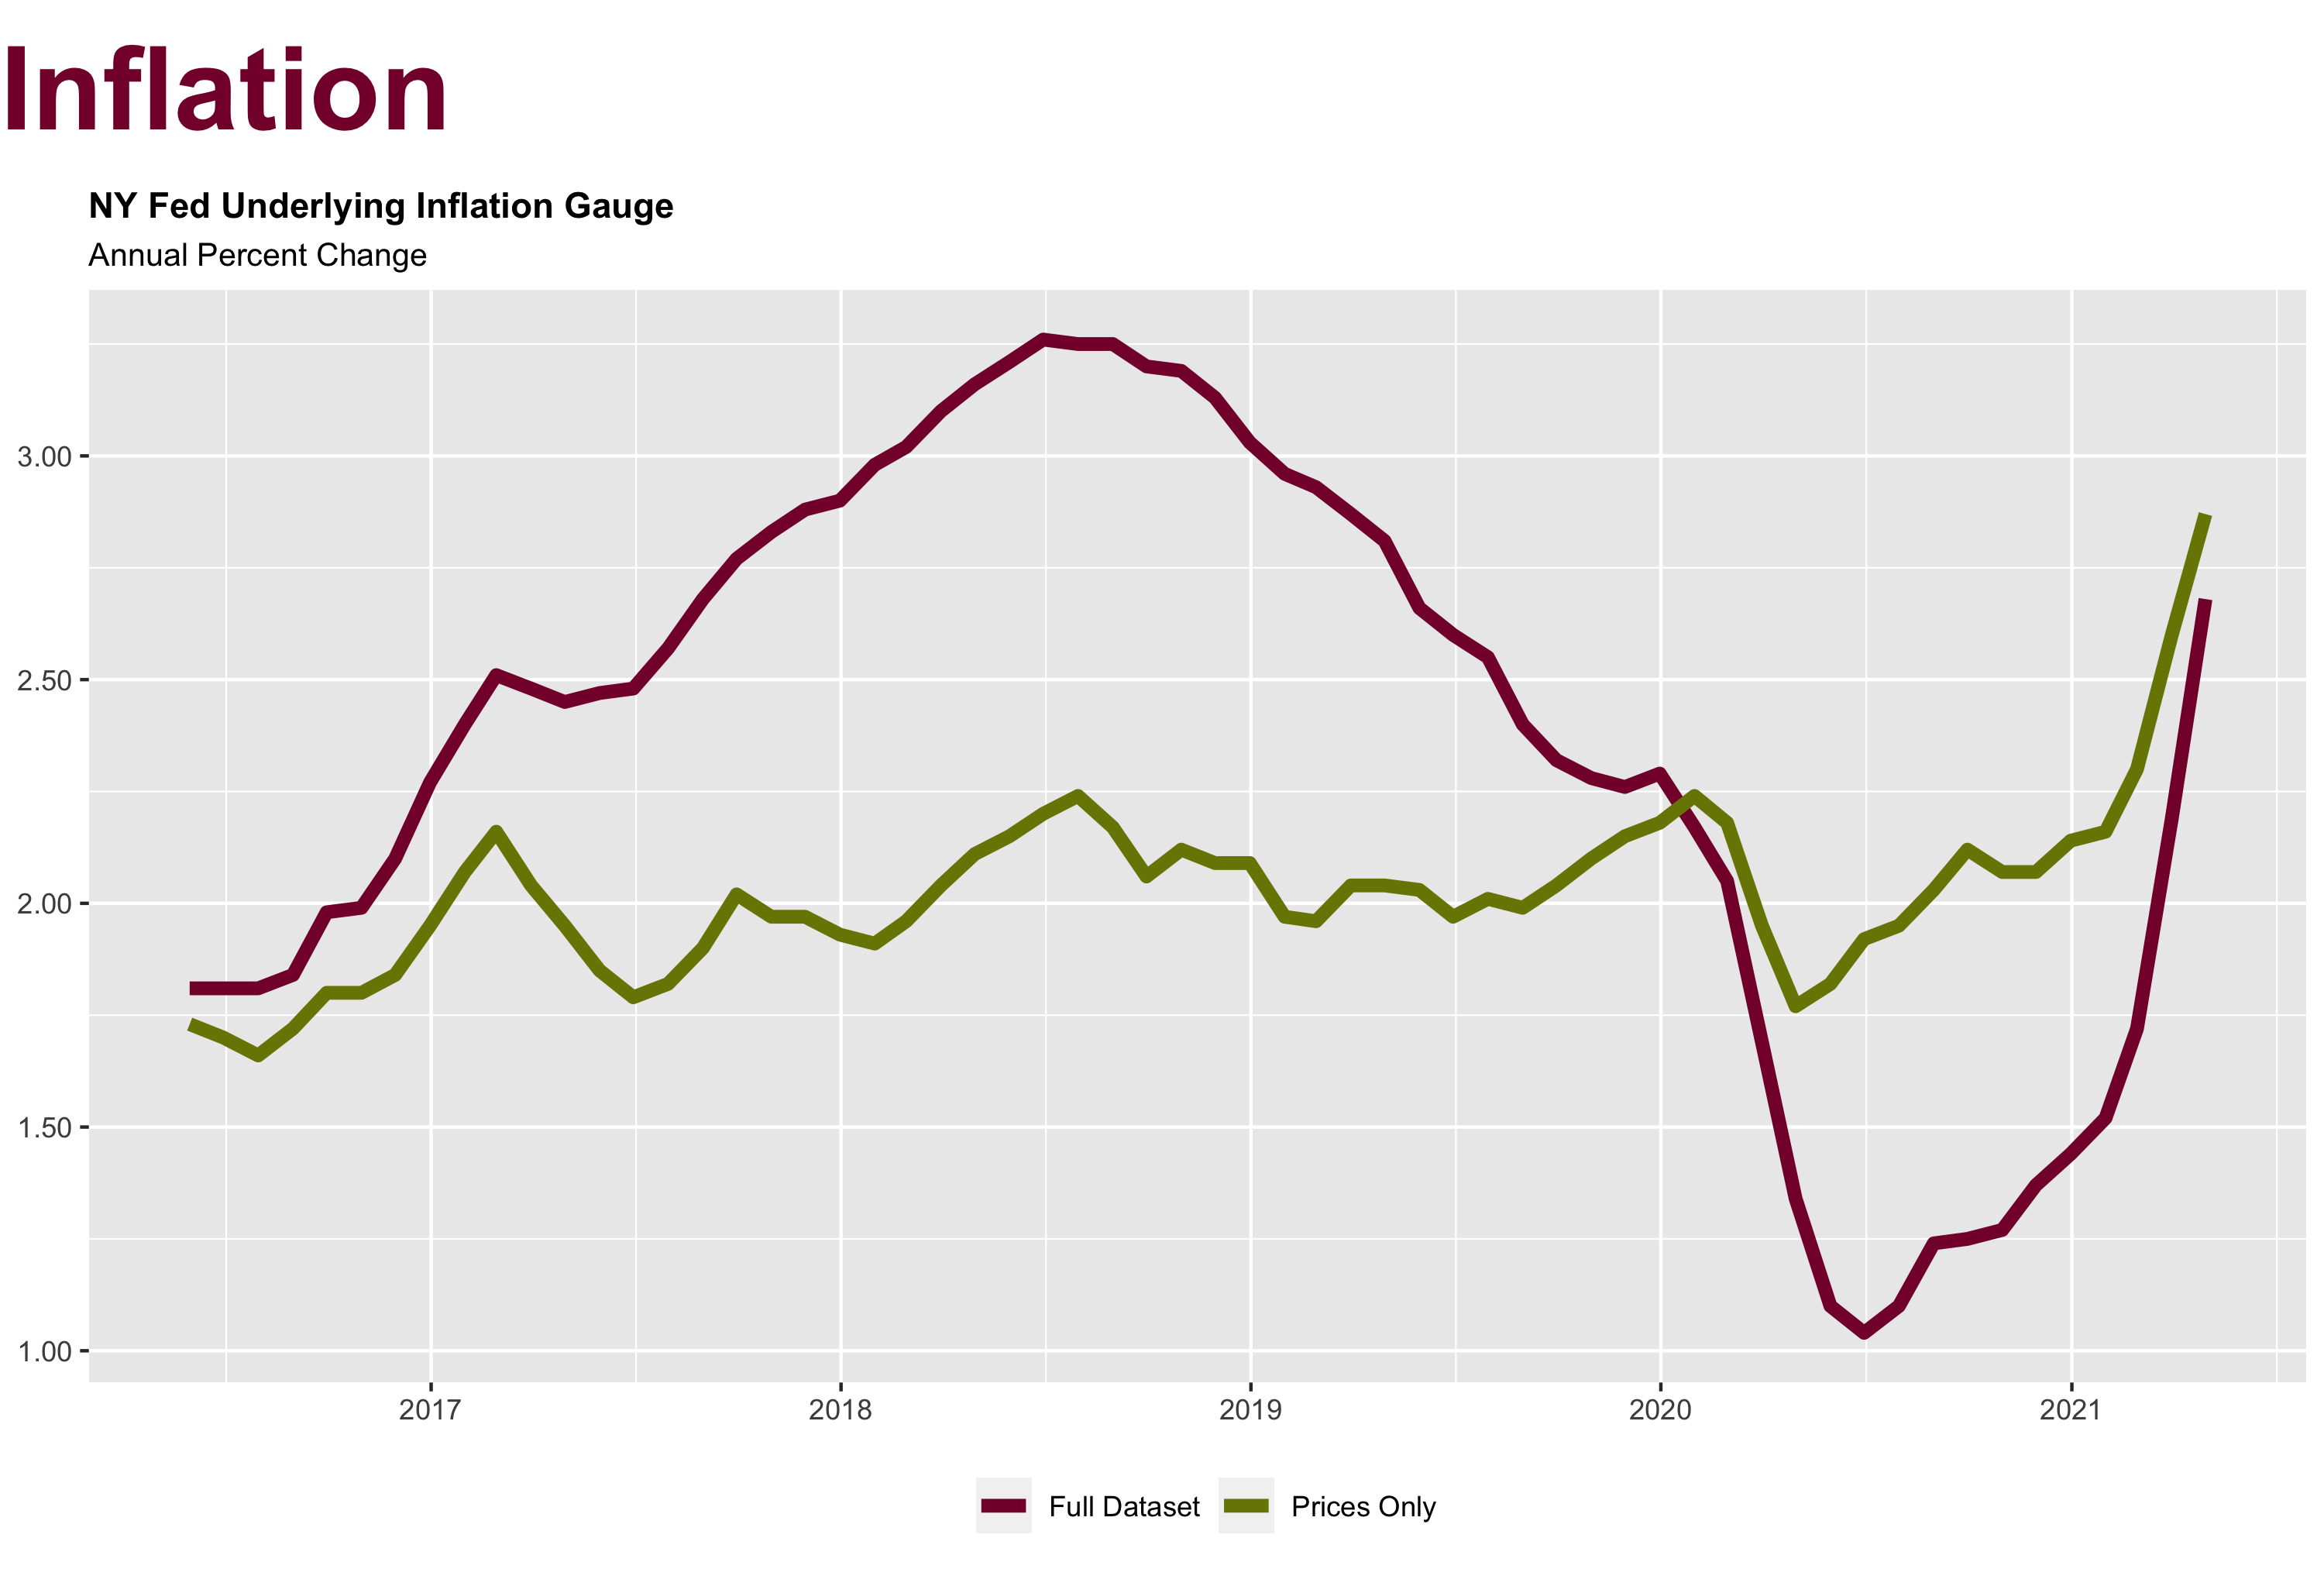 Inflation
NY Fed Underlying Inflation Gauge
Annual Percent Change
3.00
2.50
2.00
1.50
1.00
2017 2018 2019 2020 2021
Full Dataset Prices Only